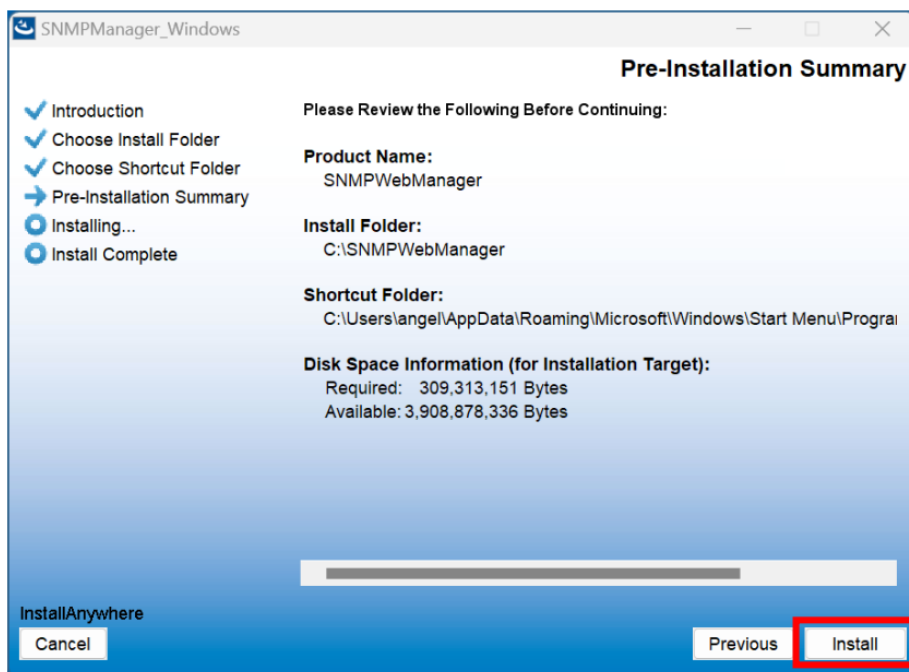 SNMPManager_Windows
Pre-Installation Summary
Introduction
Choose Install Folder
Choose Shortcut Folder
Pre-Installation Summary
Installing...
Install Complete
Please Review the Following Before Continuing:
Product Name:
SNMPWebManager
Install Folder:
C:\SNMPWebManager
Shortcut Folder:
C:\Users\angel\AppData\Roaming\Microsoft\Windows\Start Menu\Progra
Disk Space Information (for Installation Target):
Required: 309,313,151 Bytes
Available: 3,908,878,336 Bytes
InstallAnywhere
Cancel
Previous
Install